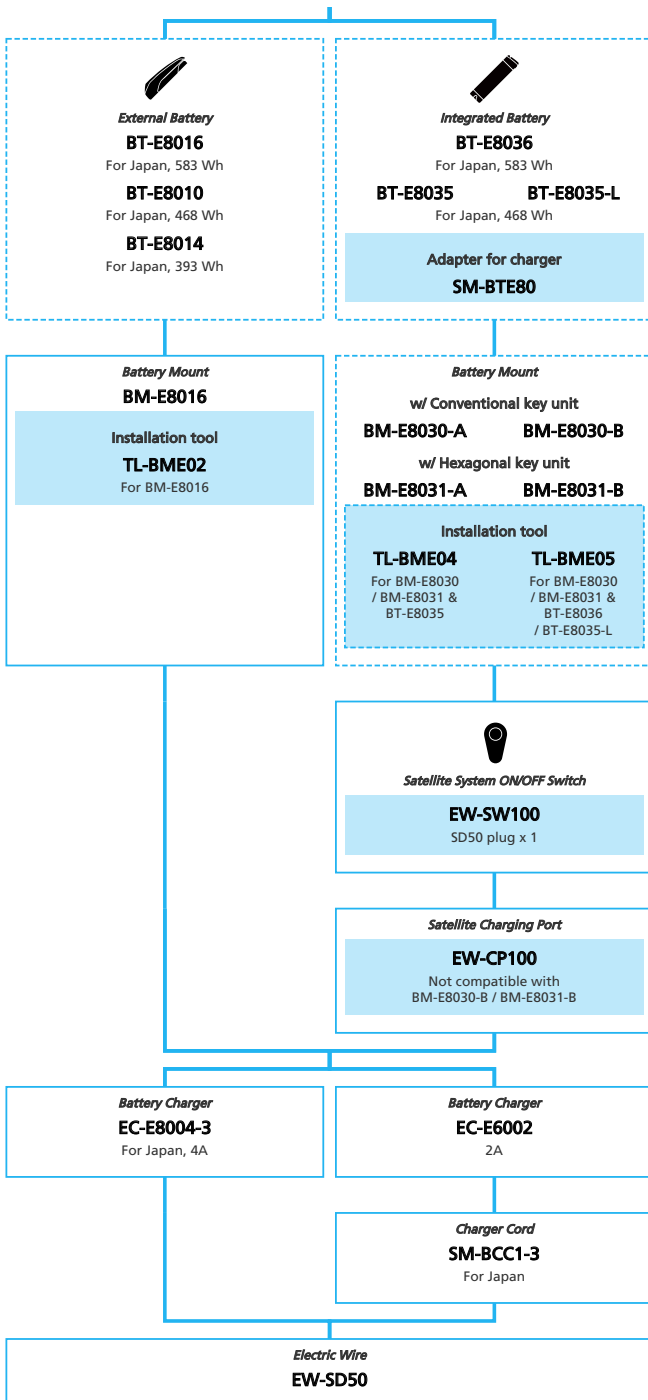 External Battery
BT-E8016
For Japan, 583 Wh
BT-E8010
For Japan, 468 Wh
BT-E8014
For Japan, 393 Wh
Integrated Battery
BT-E8036
For Japan, 583 Wh
BT-E8035 BT-E8035-L
For Japan, 468 Wh
Adapter for charger
SM-BTE80
Battery Mount
BM-E8016
Installation tool
TL-BME02
For BM-E8016
Battery Mount
w/ Conventional key unit
BM-E8030-A BM-E8030-B
w/ Hexagonal key unit
BM-E8031-A BM-E8031-B
Installation tool
TL-BME04
For BM-E8030
/ BM-E8031 &
BT-E8035
TL-BME05
For BM-E8030
/ BM-E8031 &
BT-E8036
/ BT-E8035-L
Satellite System ON/OFF Switch
EW-SW100
SD50 plug x 1
Satellite Charging Port
EW-CP100
Not compatible with
BM-E8030-B / BM-E8031-B
Battery Charger
EC-E8004-3
For Japan, 4A
Battery Charger
EC-E6002
2A
Charger Cord
SM-BCC1-3
For Japan
Electric Wire
EW-SD50